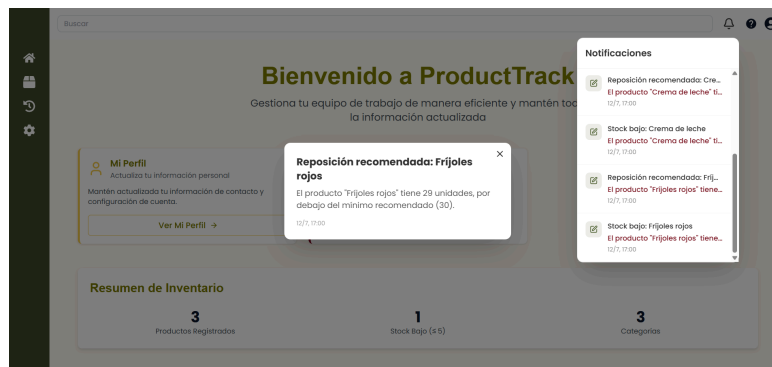 Buscar
Bienvenido a ProductTrack
Gestiona tu equipo de trabajo de manera eficiente y mantén tod
la información actualizada
Mi Perfil
Actualiza tu información personal
Mantén actualizada tu información de contacto y
configuración de cuenta.
Ver Mi Perfil →
Reposición recomendada: Fríjoles
rojos
El producto "Fríjoles rojos" tiene 29 unidades, por
debajo del mínimo recomendado (30).
12/7, 17:00
Notificaciones
Reposición recomendada: Cre...
El producto "Crema de leche" ti...
12/7, 17:00
Stock bajo: Crema de leche
El producto "Crema de leche" ti...
12/7, 17:00
Reposición recomendada: Fríj...
El producto "Fríjoles rojos" tiene...
12/7, 17:00
Stock bajo: Fríjoles rojos
El producto "Fríjoles rojos" tiene...
12/7, 17:00
Resumen de Inventario
3
Productos Registrados
1
Stock Bajo (≤ 5)
3
Categorías